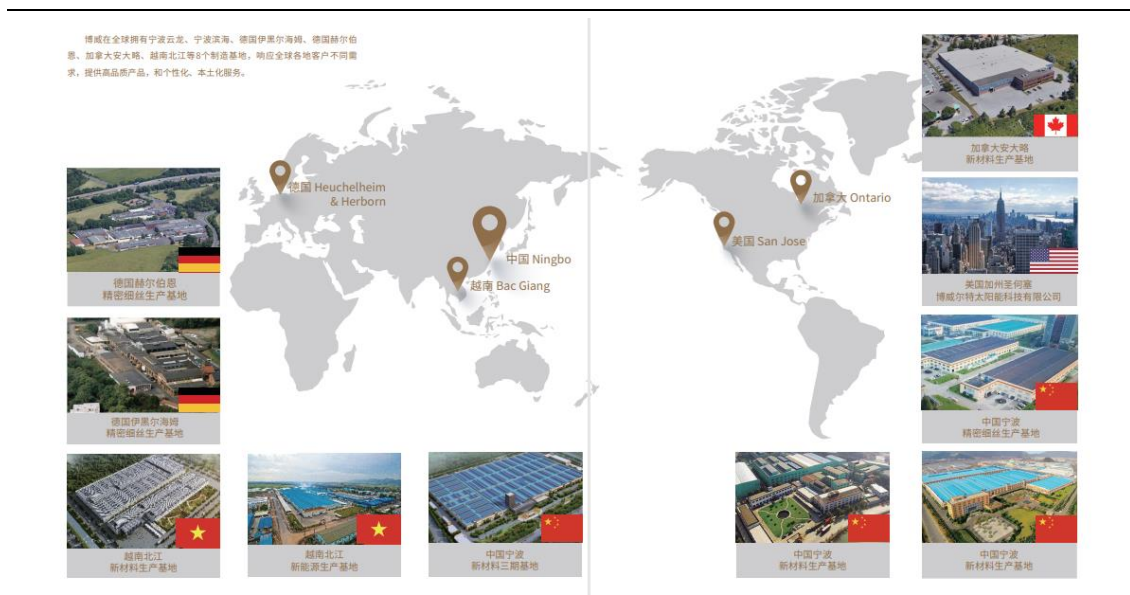 博威在全球拥有宁波云龙、宁波滨海、德国伊黑尔海姆、德国赫尔伯
恩、加拿大安大略、越南北江等8个制造基地，响应全球各地客户不同需
求，提供高品质产品，和个性化、本土化服务。
德国 Heuchelheim
& Herborn
中国 Ningbo
越南 Bac Giang
加拿大 Ontario
美国 San Jose
德国赫尔伯恩
精密细丝生产基地
德国伊黑尔海姆
精密细丝生产基地
越南北江
新材料生产基地
越南北江
新能源生产基地
中国宁波
新材料三期基地
加拿大安大略
新材料生产基地
美国加州圣何塞
博威尔特太阳能科技有限公司
中国宁波
精密细丝生产基地
中国宁波
新材料生产基地
中国宁波
新材料生产基地